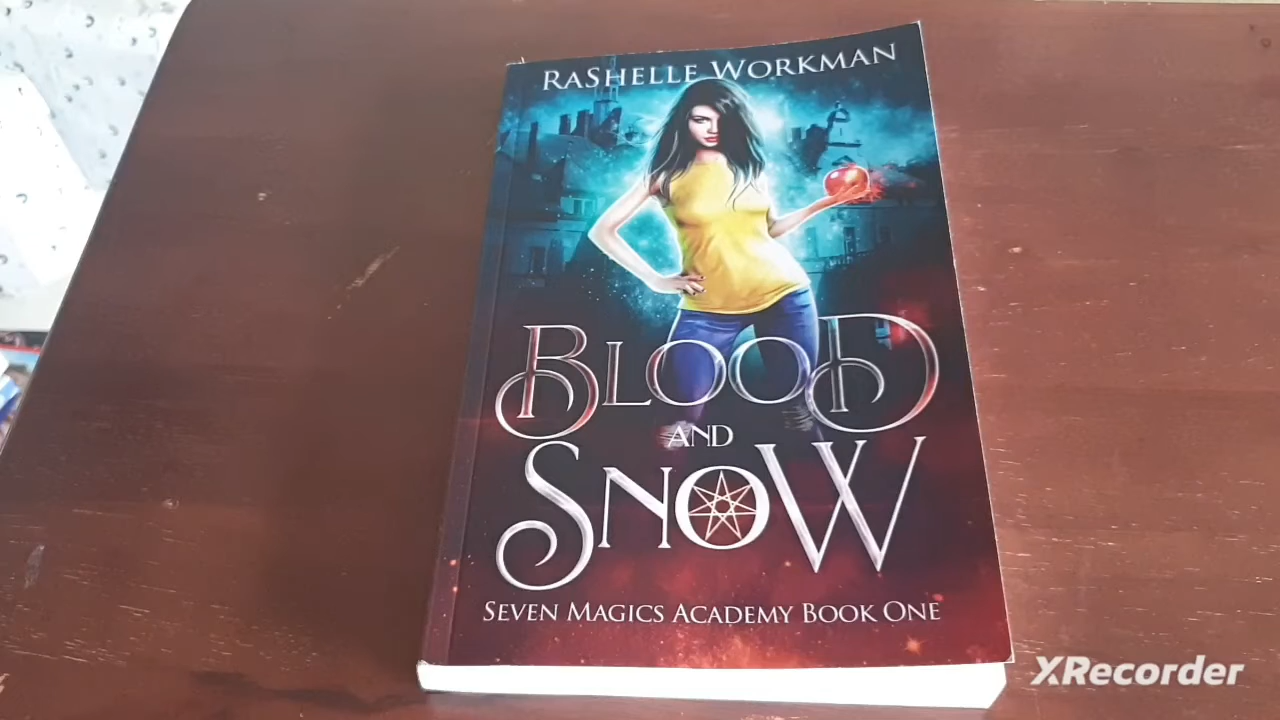 RASHELLE WORKMAN
BLOOD
AND
SNOW
SEVEN MAGICS ACADEMY BOOK ONE
XRecorder